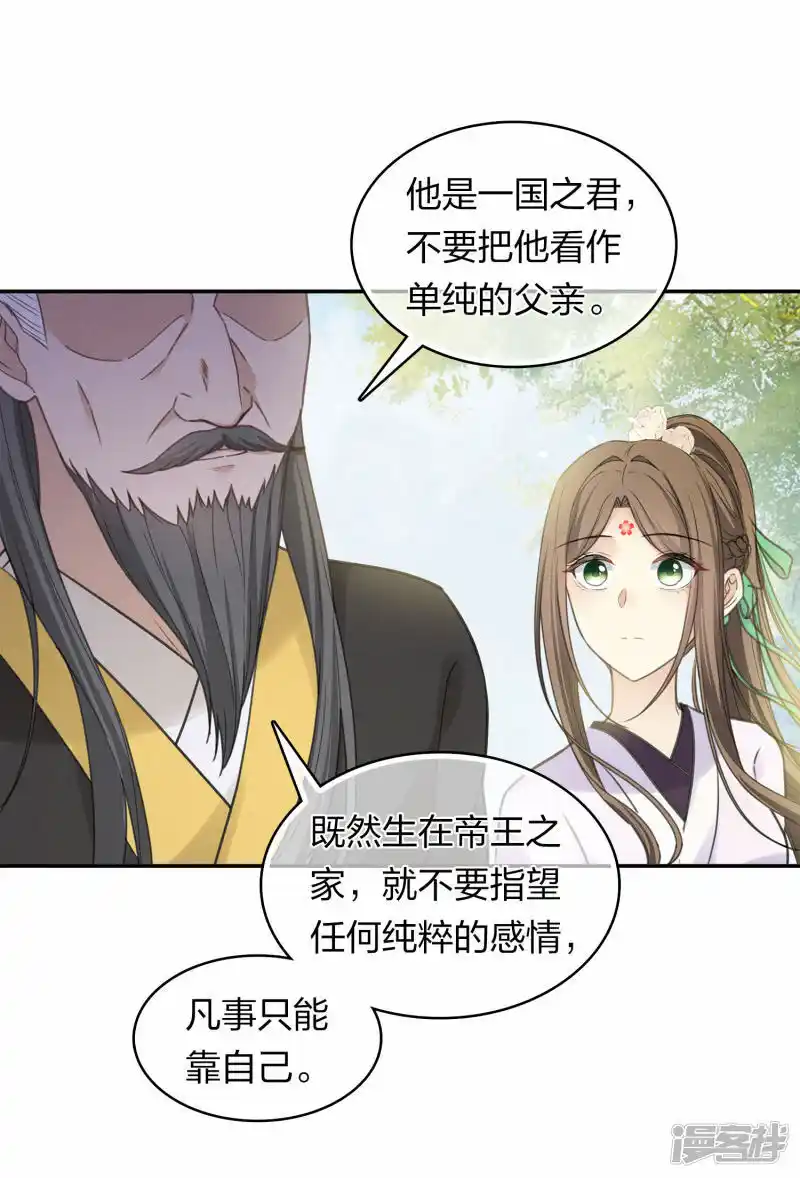 他是一国之君，
不要把他看作
单纯的父亲。
既然生在帝王之
家，就不要指望
任何纯粹的感情，
凡事只能
靠自己。
漫客栈